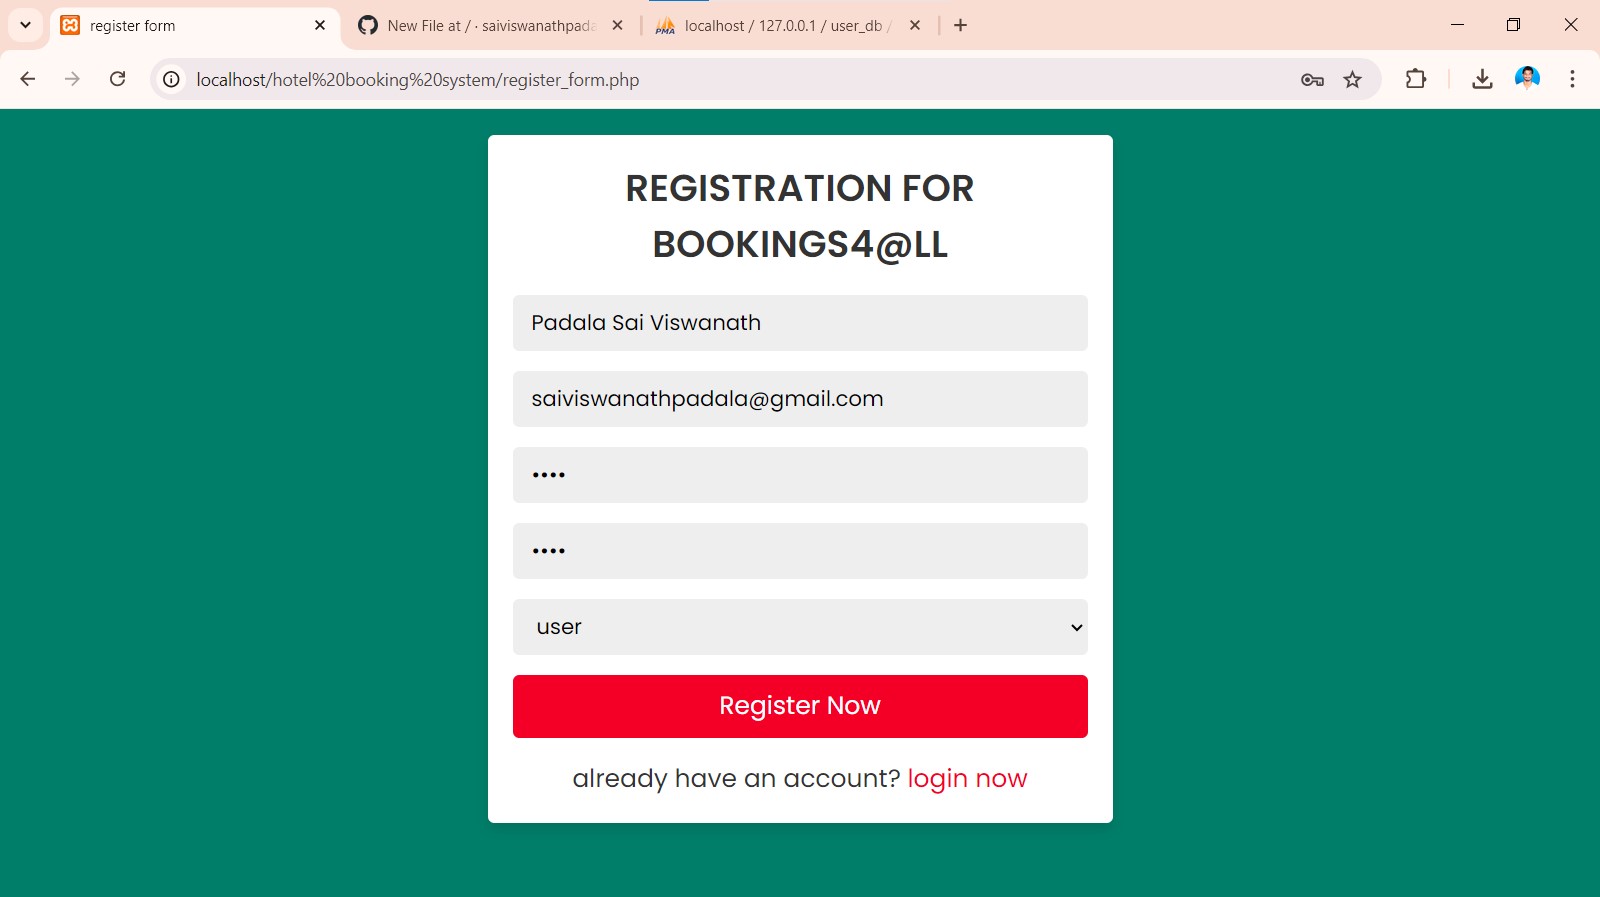 register form
New File at / · saiviswanathpada
PMA
localhost / 127.0.0.1 / user_db /
localhost/hotel%20booking%20system/register_form.php
REGISTRATION FOR
BOOKINGS4@LL
Padala Sai Viswanath
saiviswanathpadala@gmail.com
••••
••••
user
Register Now
already have an account? login now